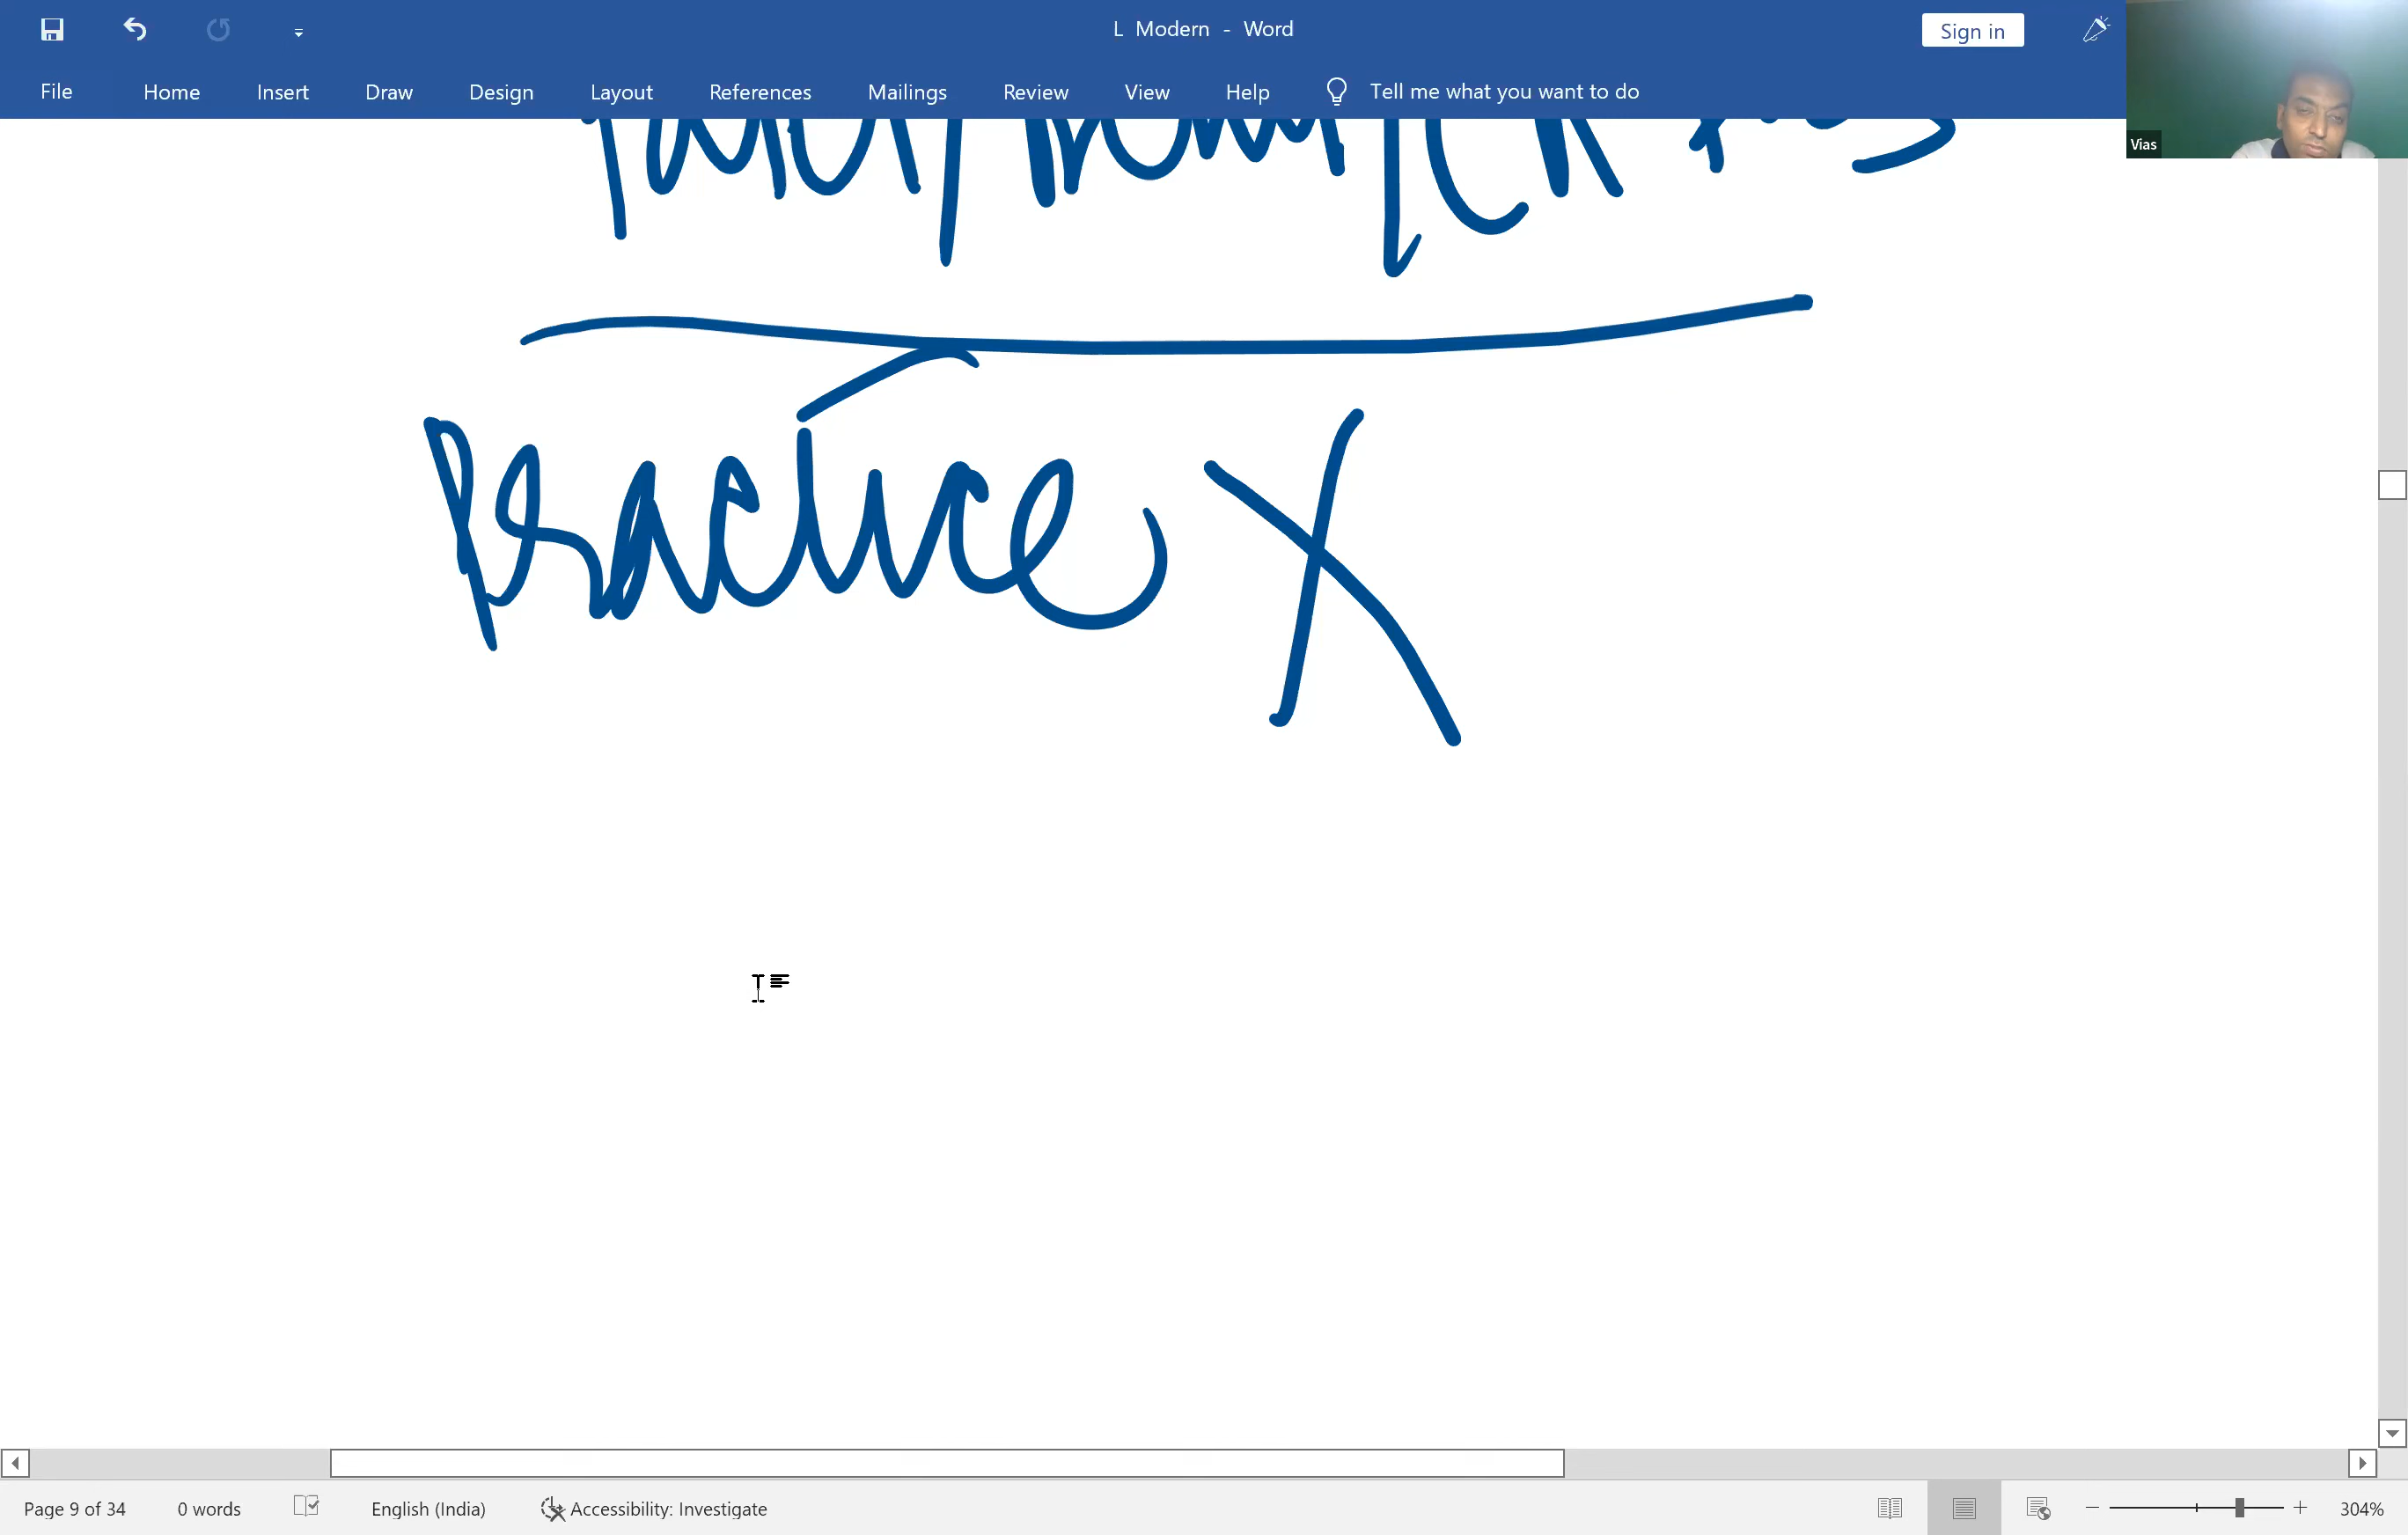 L Modern - Word
Sign in
File Home Insert Draw Design Layout References Mailings Review View Help Tell me what you want to do
Vias
Practice X
Page 9 of 34 0 words English (India) Accessibility: Investigate 304%